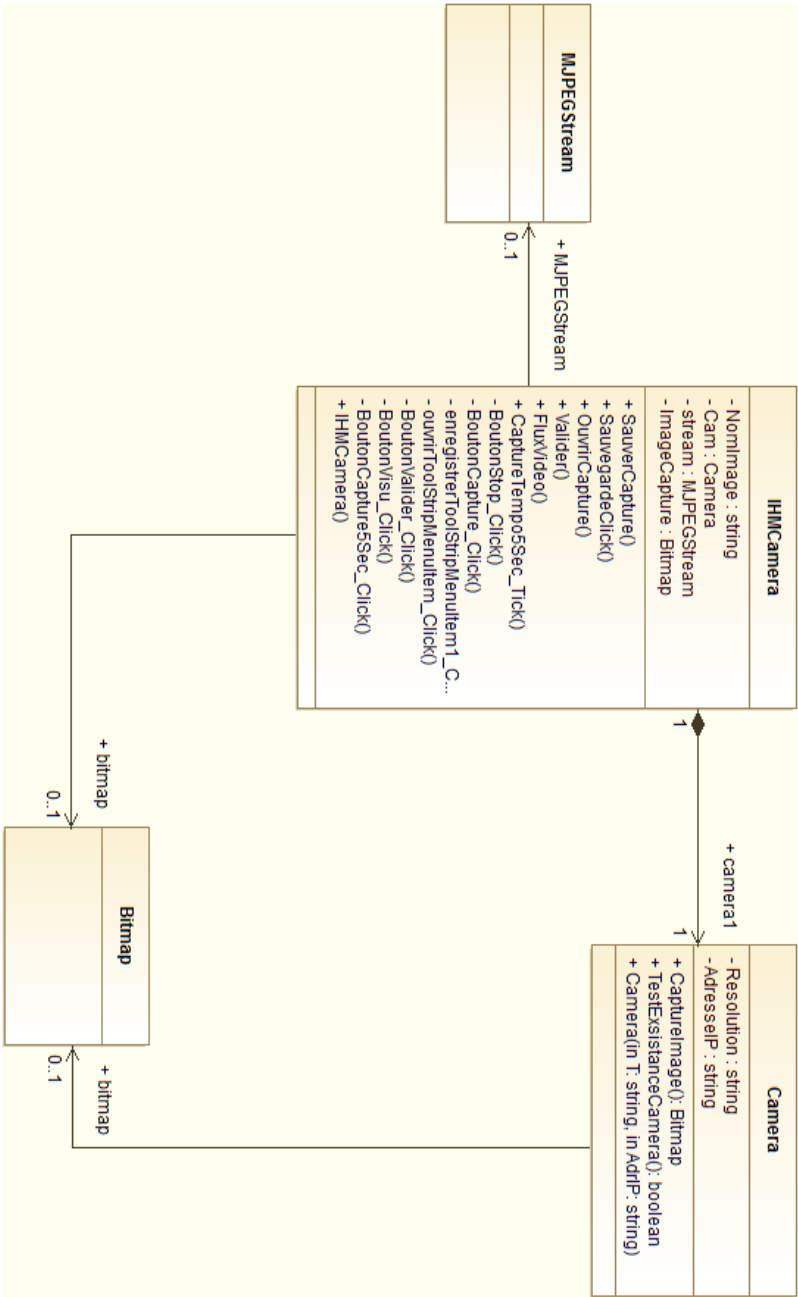 MJPEGStream
+ MJPEGStream
0..1
IHMCamera
- NomImage : string
- Cam : Camera
- stream : MJPEGStream
- ImageCapture : Bitmap
+ SauverCapture()
+ SauvegardeClick()
+ OuvrirCapture()
+ Valider()
+ FluxVideo()
+ CaptureTempo5Sec_Tick()
- BoutonStop_Click()
- BoutonCapture_Click()
- enregistrerToolStripMenuItem1_C...
- ouvrirToolStripMenuItem_Click()
- BoutonValider_Click()
- BoutonVisu_Click()
- BoutonCapture5Sec_Click()
+ IHMCamera()
1
+ camera1
1
Camera
- Resolution : string
- AdresseIP : string
+ CaptureImage(): Bitmap
+ TestExsistanceCamera(): boolean
+ Camera(in T: string, in AdrIP: string)
+ bitmap
0..1
Bitmap
+ bitmap
0..1